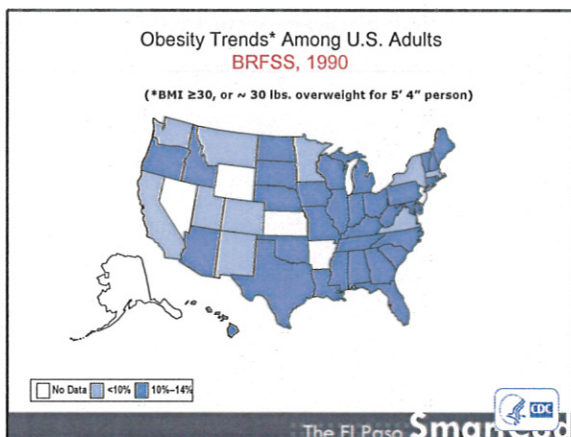 Obesity Trends* Among U.S. Adults
BRFSS, 1990
(*BMI ≥30, or ~ 30 lbs. overweight for 5' 4" person)
No Data <10% 10%–14%
CDC
The El Paso